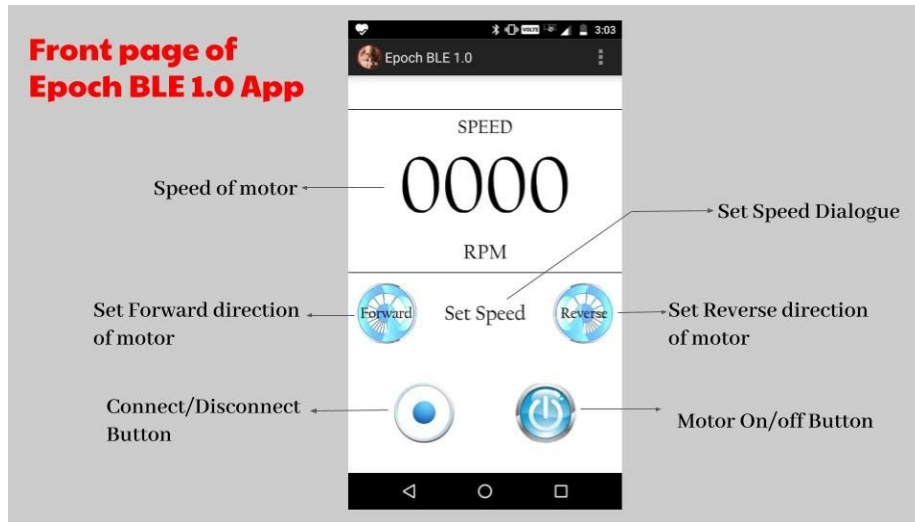 Front page of
Epoch BLE 1.0 App
VOLTE
3:03
Epoch BLE 1.0
SPEED
Speed of motor
0000
Set Speed Dialogue
RPM
Set Forward direction
of motor
Forward
Set Speed
Reverse
Set Reverse direction
of motor
Connect/Disconnect
Button
Motor On/off Button